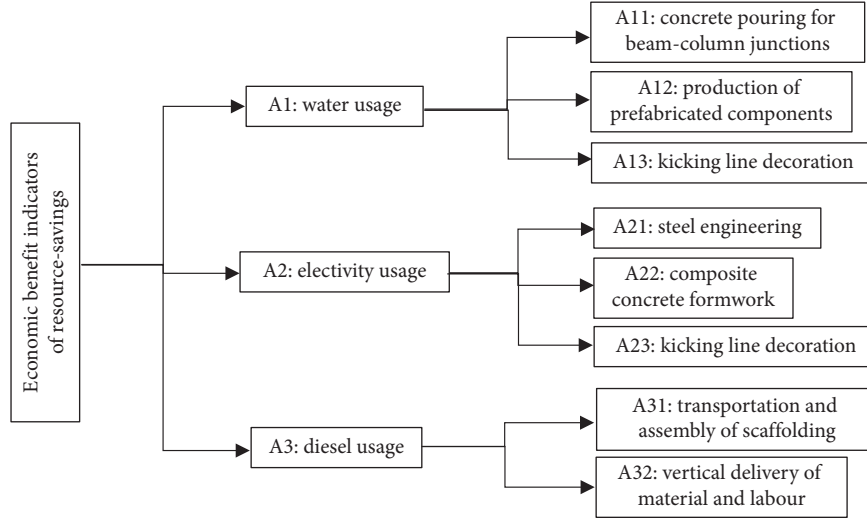 Economic benefit indicators
of resource-savings
A1: water usage
A11: concrete pouring for
beam-column junctions
A12: production of
prefabricated components
A13: kicking line decoration
A2: electivity usage
A21: steel engineering
A22: composite
concrete formwork
A23: kicking line decoration
A3: diesel usage
A31: transportation and
assembly of scaffolding
A32: vertical delivery of
material and labour